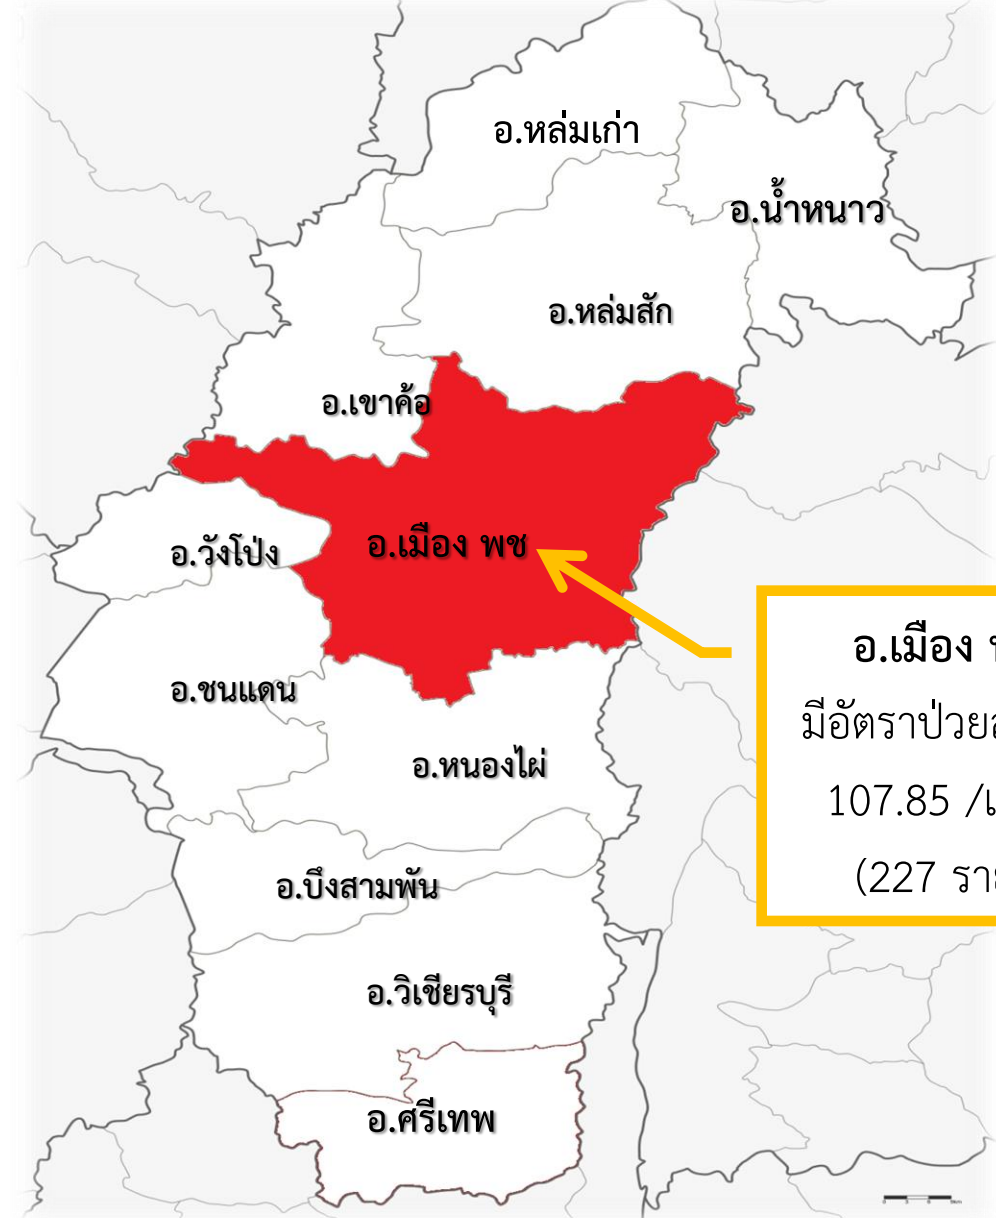 อ.หล่มเก่า
อ.น้ำหนาว
อ.หล่มสัก
อ.เขาค้อ
อ.วังโป่ง
อ.เมือง พช
อ.ชนแดน
อ.หนองไผ่
อ.บึงสามพัน
อ.วิเชียรบุรี
อ.ศรีเทพ
อ.เมือง
มีอัตราป่วย
107.85 /
(227 ราย